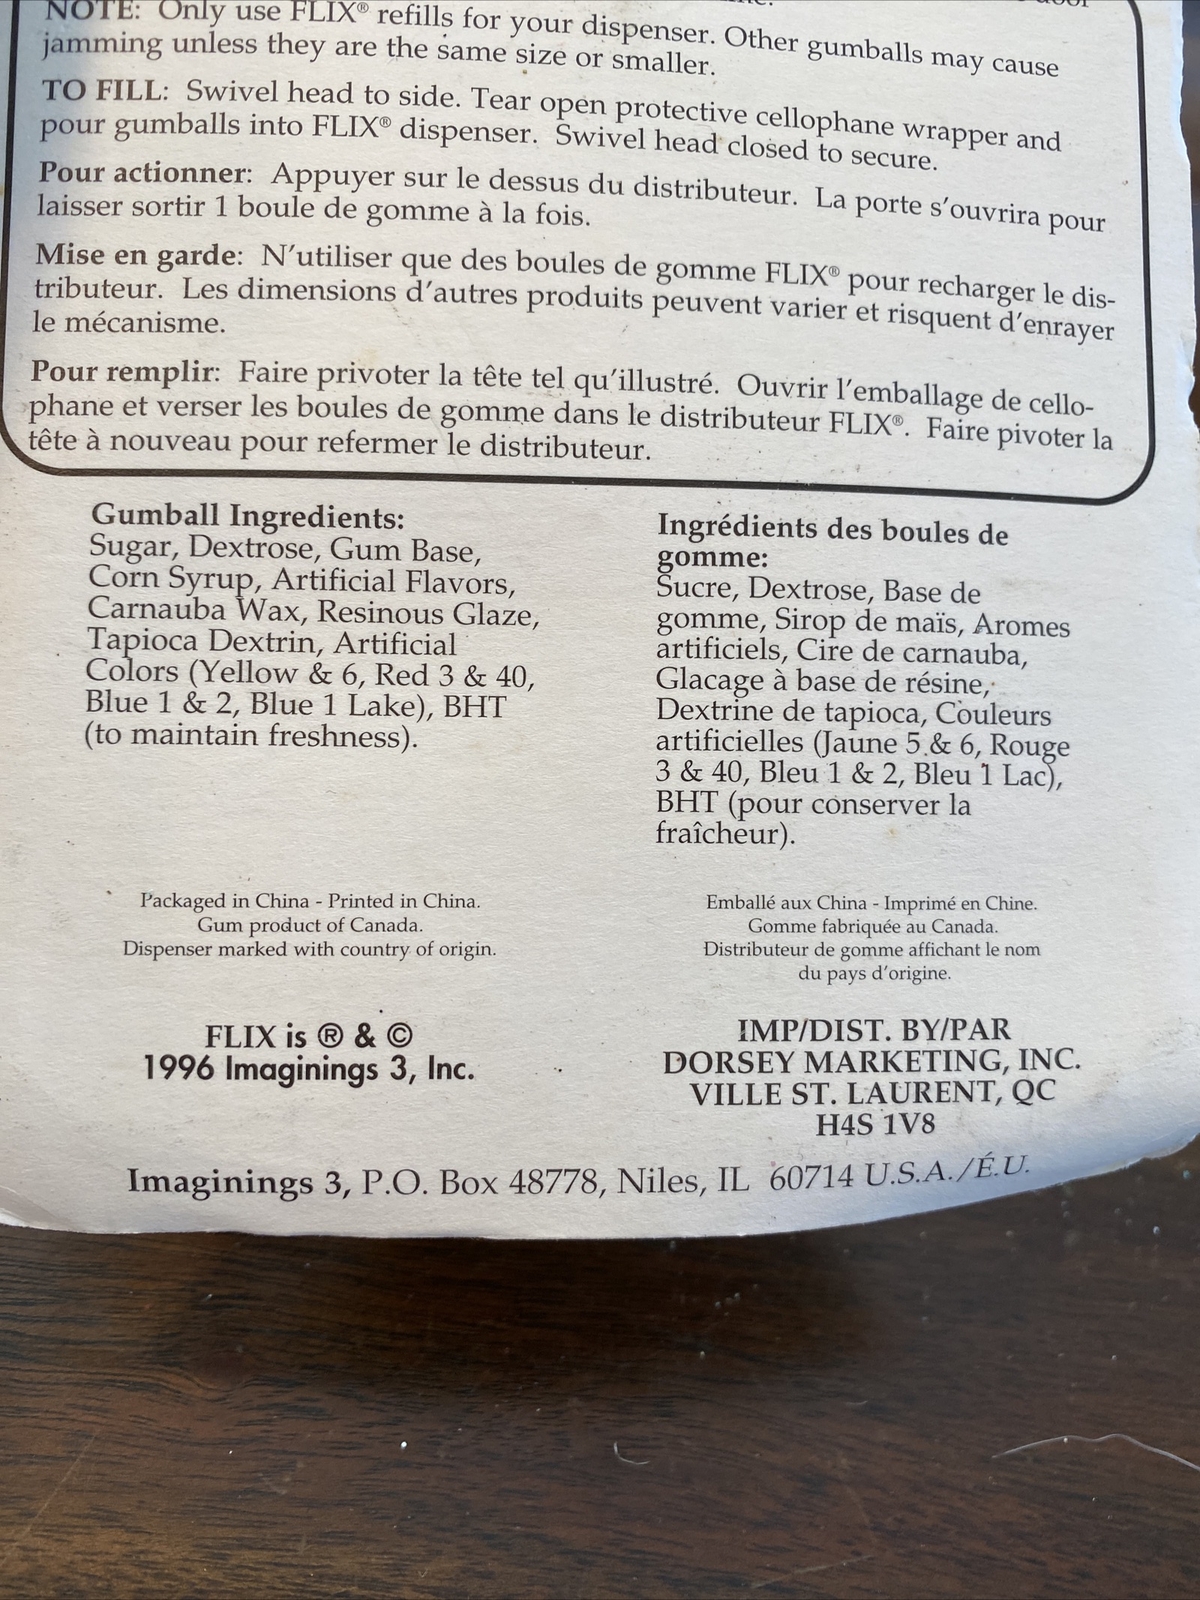 NOTE: Only use FLIX® refills for your dispenser. Other gumballs may cause
jamming unless they are the same size or smaller.
TO FILL: Swivel head to side. Tear open protective cellophane wrapper and
pour gumballs into FLIX® dispenser. Swivel head closed to secure.
Pour actionner: Appuyer sur le dessus du distributeur. La porte s'ouvrira pour
laisser sortir 1 boule de gomme à la fois.
Mise en garde: N'utiliser que des boules de gomme FLIX® pour recharger le dis-
tributeur. Les dimensions d'autres produits peuvent varier et risquent d'enrayer
le mécanisme.
Pour remplir: Faire privoter la tête tel qu'illustré. Ouvrir l'emballage de cello-
phane et verser les boules de gomme dans le distributeur FLIX®. Faire pivoter la
tête à nouveau pour refermer le distributeur.
Gumball Ingredients:
Sugar, Dextrose, Gum Base,
Corn Syrup, Artificial Flavors,
Carnauba Wax, Resinous Glaze,
Tapioca Dextrin, Artificial
Colors (Yellow & 6, Red 3 & 40,
Blue 1 & 2, Blue 1 Lake), BHT
(to maintain freshness).
Ingrédients des boules de
gomme:
Sucre, Dextrose, Base de
gomme, Sirop de maïs, Aromes
artificiels, Cire de carnauba,
Glacage à base de résine,
Dextrine de tapioca, Couleurs
artificielles (Jaune 5 & 6, Rouge
3 & 40, Bleu 1 & 2, Bleu 1 Lac),
BHT (pour conserver la
fraîcheur).
Packaged in China - Printed in China.
Gum product of Canada.
Dispenser marked with country of origin.
Emballé aux China - Imprimé en Chine.
Gomme fabriquée au Canada.
Distributeur de gomme affichant le nom
du pays d'origine.
FLIX is ® & ©
1996 Imaginings 3, Inc.
IMP/DIST. BY/PAR
DORSEY MARKETING, INC.
VILLE ST. LAURENT, QC
H4S 1V8
Imaginings 3, P.O. Box 48778, Niles, IL 60714 U.S.A./É.U.